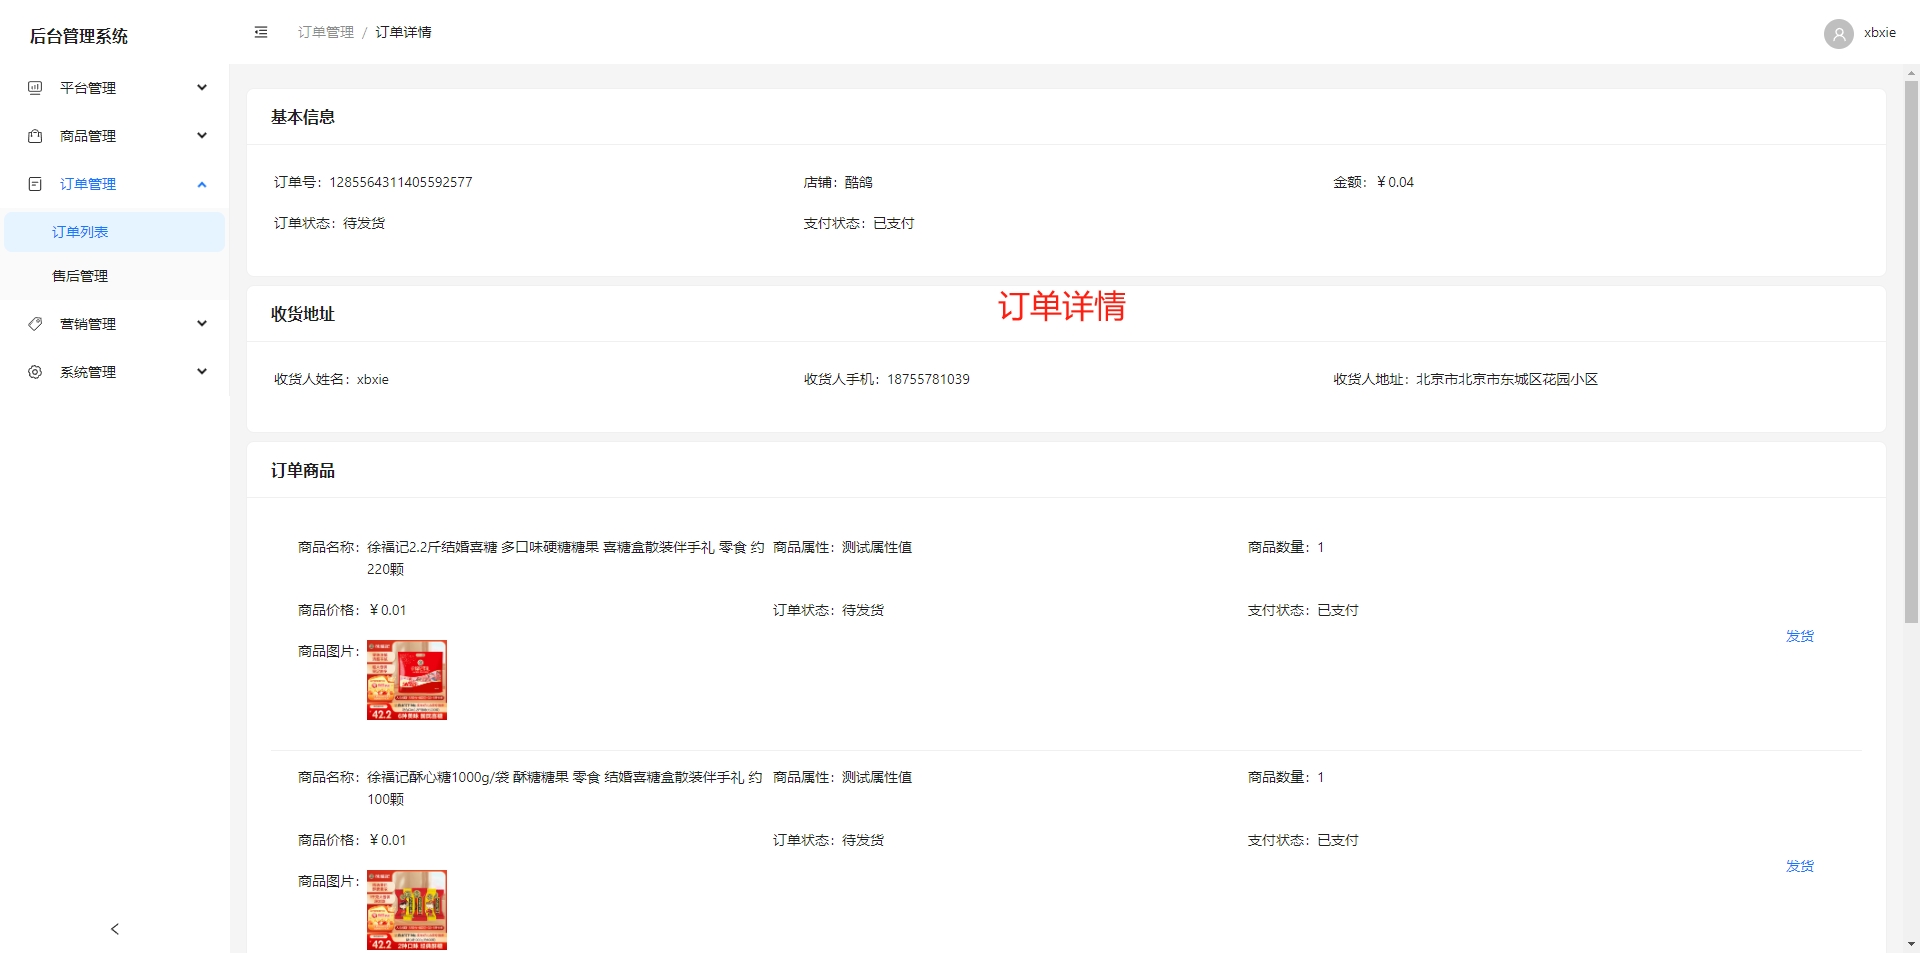 后台管理系统
订单管理 / 订单详情
xbxie
平台管理
商品管理
订单管理
订单列表
售后管理
营销管理
系统管理
基本信息
订单号：1285564311405592577
店铺：酷鸽
金额：￥0.04
订单状态：待发货
支付状态：已支付
订单详情
收货地址
收货人姓名：xbxie
收货人手机：18755781039
收货人地址：北京市北京市东城区花园小区
订单商品
商品名称：徐福记2.2斤结婚喜糖 多口味硬糖糖果 喜糖盒散装伴手礼 零食 约
220颗
商品属性：测试属性值
商品数量：1
商品价格：￥0.01
订单状态：待发货
支付状态：已支付
发货
商品图片：
42.2
商品名称：徐福记酥心糖1000g/袋 酥糖糖果 零食 结婚喜糖盒散装伴手礼 约
100颗
商品属性：测试属性值
商品数量：1
商品价格：￥0.01
订单状态：待发货
支付状态：已支付
发货
商品图片：
42.2